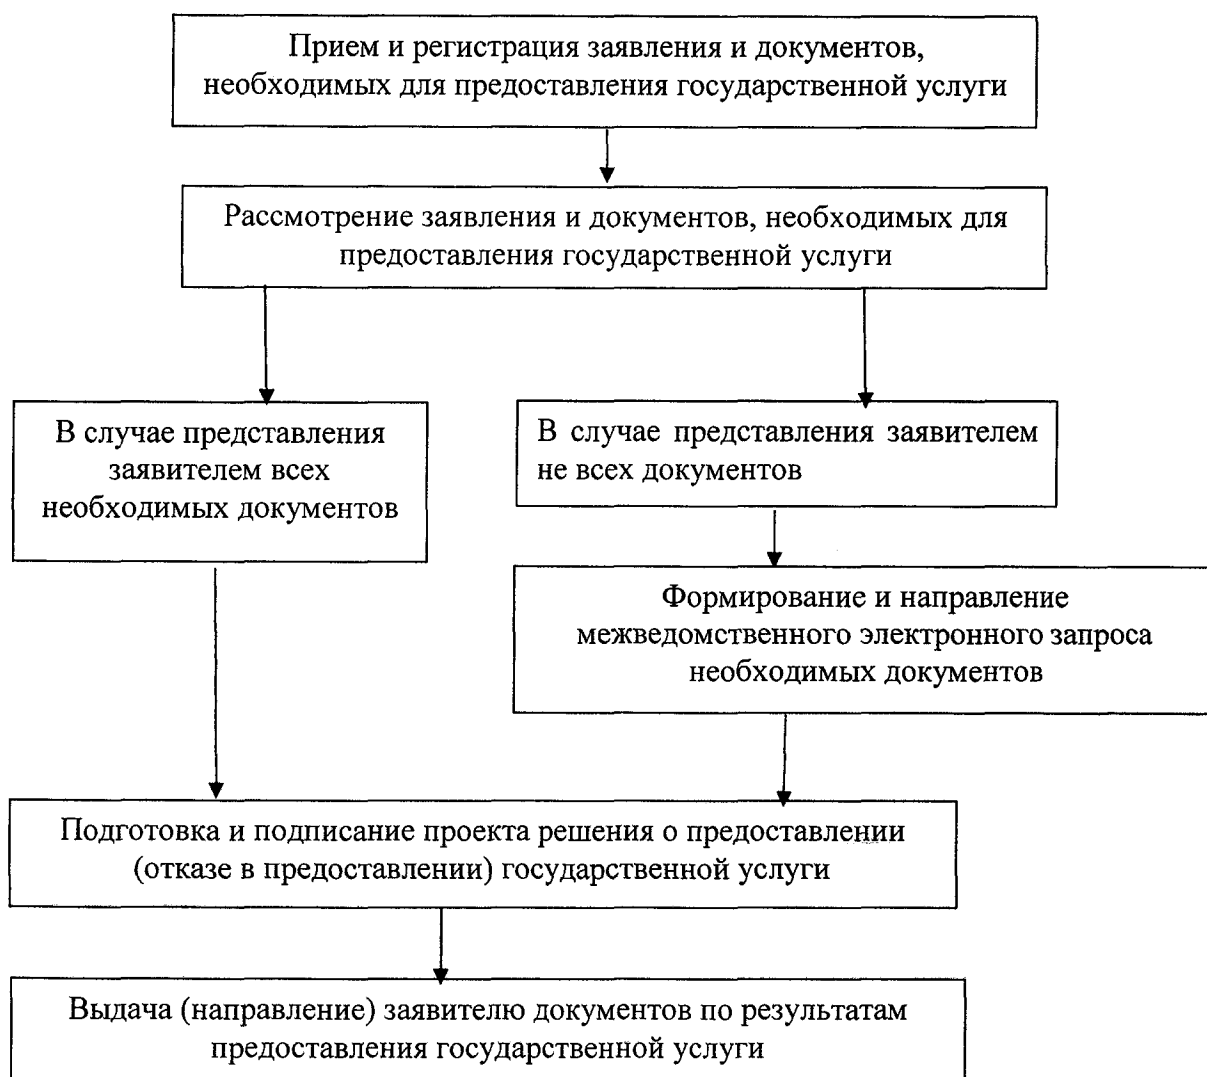 Прием и регистрация заявления и документов,
необходимых для предоставления государственной услуги
Рассмотрение заявления и документов, необходимых для
предоставления государственной услуги
В случае представления
заявителем всех
необходимых документов
В случае представления заявителем
не всех документов
Формирование и направление
межведомственного электронного запроса
необходимых документов
Подготовка и подписание проекта решения о предоставлении
(отказе в предоставлении) государственной услуги
Выдача (направление) заявителю документов по результатам
предоставления государственной услуги